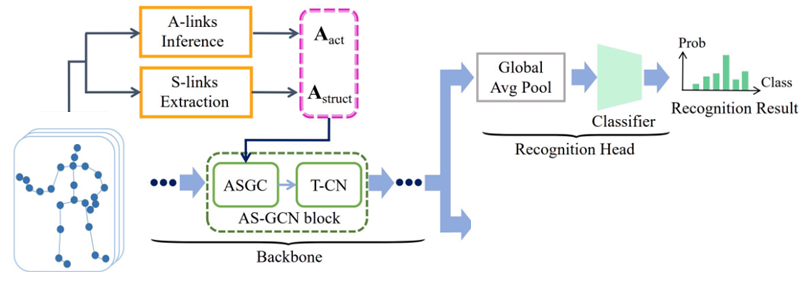 A-links
Inference
S-links
Extraction
A_act
A_struct
ASGC
T-CN
AS-GCN block
Backbone
Global
Avg Pool
Classifier
Recognition Head
Prob
Class
Recognition Result